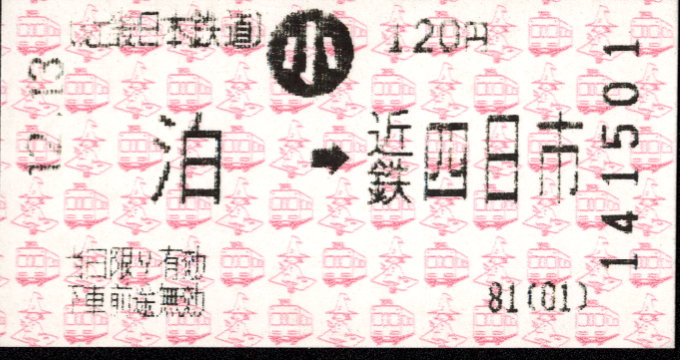 近畿日本鉄道 小 120円
12.13
泊 ➡ 近鉄四日市
当日限り有効
下車前途無効
81(01)
141501